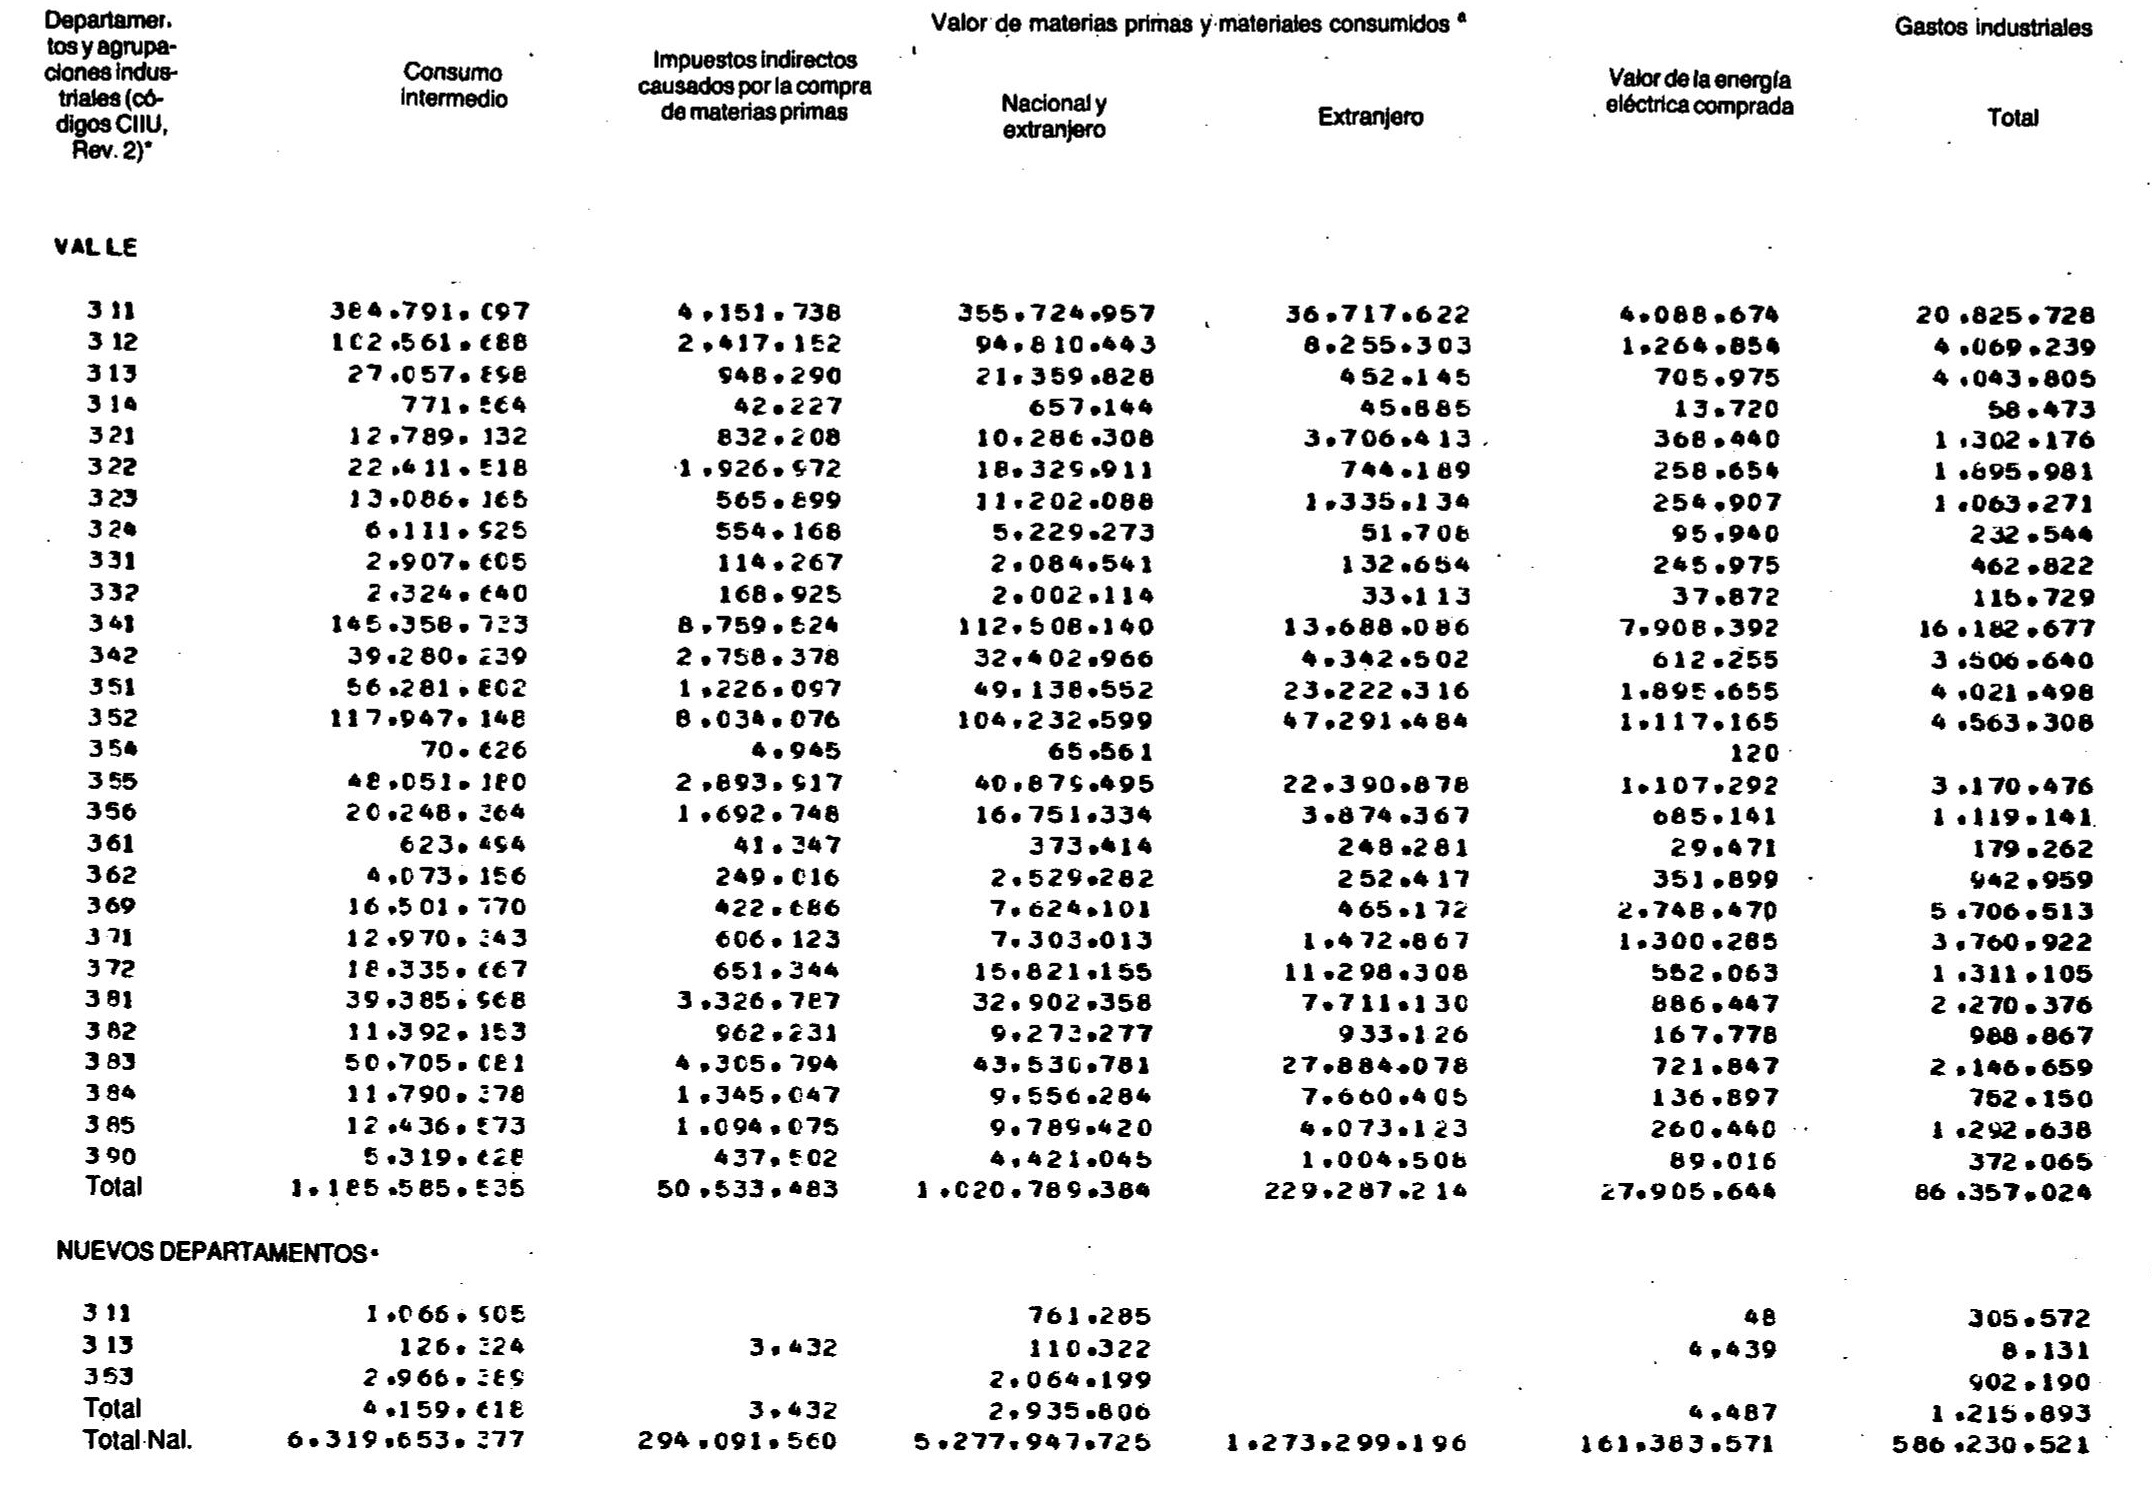 Departamentos y agrupaciones industriales (códigos CIIU, Rev. 2)* Consumo intermedio Impuestos indirectos causados por la compra de materias primas Valor de materias primas y materiales consumidos a Nacional y extranjero Extranjero Valor de la energía eléctrica comprada Gastos industriales Total
VALLE
311 384.791.097 4.151.738 355.724.957 36.717.622 4.088.674 20.825.728
312 102.561.688 2.417.152 94.810.443 8.255.303 1.264.854 4.069.239
313 27.057.898 948.290 21.359.828 452.145 705.975 4.043.805
314 771.564 42.227 657.144 45.885 13.720 58.473
321 12.789.132 832.208 10.286.308 3.706.413 368.440 1.302.176
322 22.411.518 1.926.972 18.329.911 744.189 258.654 1.895.981
323 13.086.165 565.899 11.202.088 1.335.134 254.907 1.063.271
324 6.111.925 554.168 5.229.273 51.708 95.940 232.544
331 2.907.605 114.267 2.084.541 132.654 245.975 462.822
332 2.324.640 168.925 2.002.114 33.113 37.872 115.729
341 145.358.733 8.759.524 112.508.140 13.688.086 7.908.392 16.182.677
342 39.280.239 2.758.378 32.402.966 4.342.502 612.255 3.506.640
351 56.281.802 1.226.097 49.138.552 23.222.316 1.895.655 4.021.498
352 117.947.148 8.034.076 104.232.599 47.291.484 1.117.165 4.563.308
354 70.626 4.945 65.561 120
355 48.051.180 2.893.917 40.879.495 22.390.878 1.107.292 3.170.476
356 20.248.364 1.692.748 16.751.334 3.874.367 685.141 1.119.141
361 623.494 41.347 373.414 248.281 29.471 179.262
362 4.073.156 249.016 2.529.282 252.417 351.899 942.959
369 16.501.770 422.686 7.624.101 465.172 2.748.470 5.706.513
371 12.970.343 606.123 7.303.013 1.472.867 1.300.285 3.760.922
372 18.335.667 651.344 15.821.155 11.298.308 552.063 1.311.105
381 39.385.968 3.326.787 32.902.358 7.711.130 886.447 2.270.376
382 11.392.153 962.231 9.273.277 933.126 167.778 988.867
383 50.705.081 4.305.794 43.530.781 27.884.078 721.847 2.146.659
384 11.790.378 1.345.047 9.556.284 7.660.405 136.897 752.150
385 12.436.573 1.094.075 9.789.420 4.073.123 260.440 1.292.638
390 5.319.628 437.502 4.421.045 1.004.508 89.016 372.065
Total 1.185.585.535 50.533.483 1.020.789.384 229.287.214 27.905.644 86.357.024
NUEVOS DEPARTAMENTOS
311 1.066.905 761.285 48 305.572
313 126.324 3.432 110.322 4.439 8.131
353 2.966.389 2.064.199 902.190
Total 4.159.618 3.432 2.935.806 4.487 1.215.893
Total Nal. 6.319.653.377 294.091.560 5.277.947.725 1.273.299.196 161.383.571 586.230.521